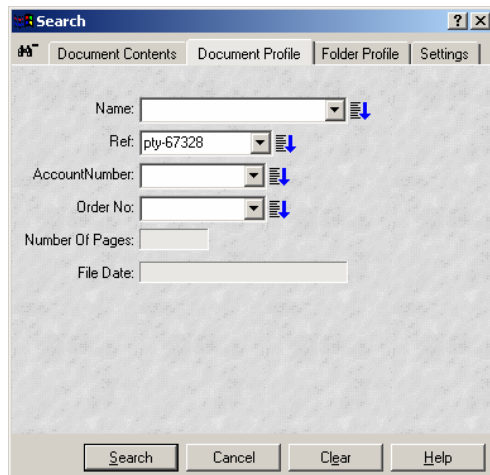 Search
Document Contents Document Profile Folder Profile Settings
Name:
Ref: pty-67328
AccountNumber:
Order No:
Number Of Pages:
File Date:
Search Cancel Clear Help